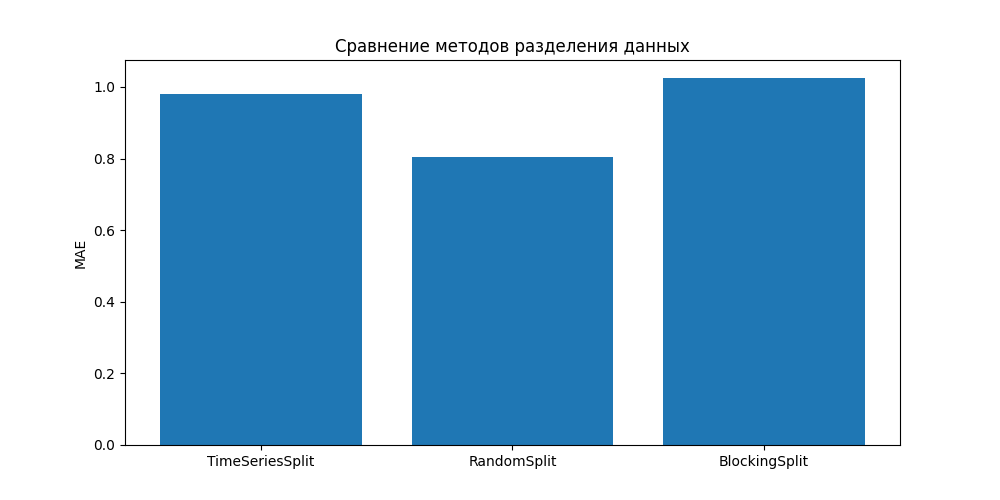 Сравнение методов разделения данных
MAE
1.0
0.8
0.6
0.4
0.2
0.0
TimeSeriesSplit
RandomSplit
BlockingSplit